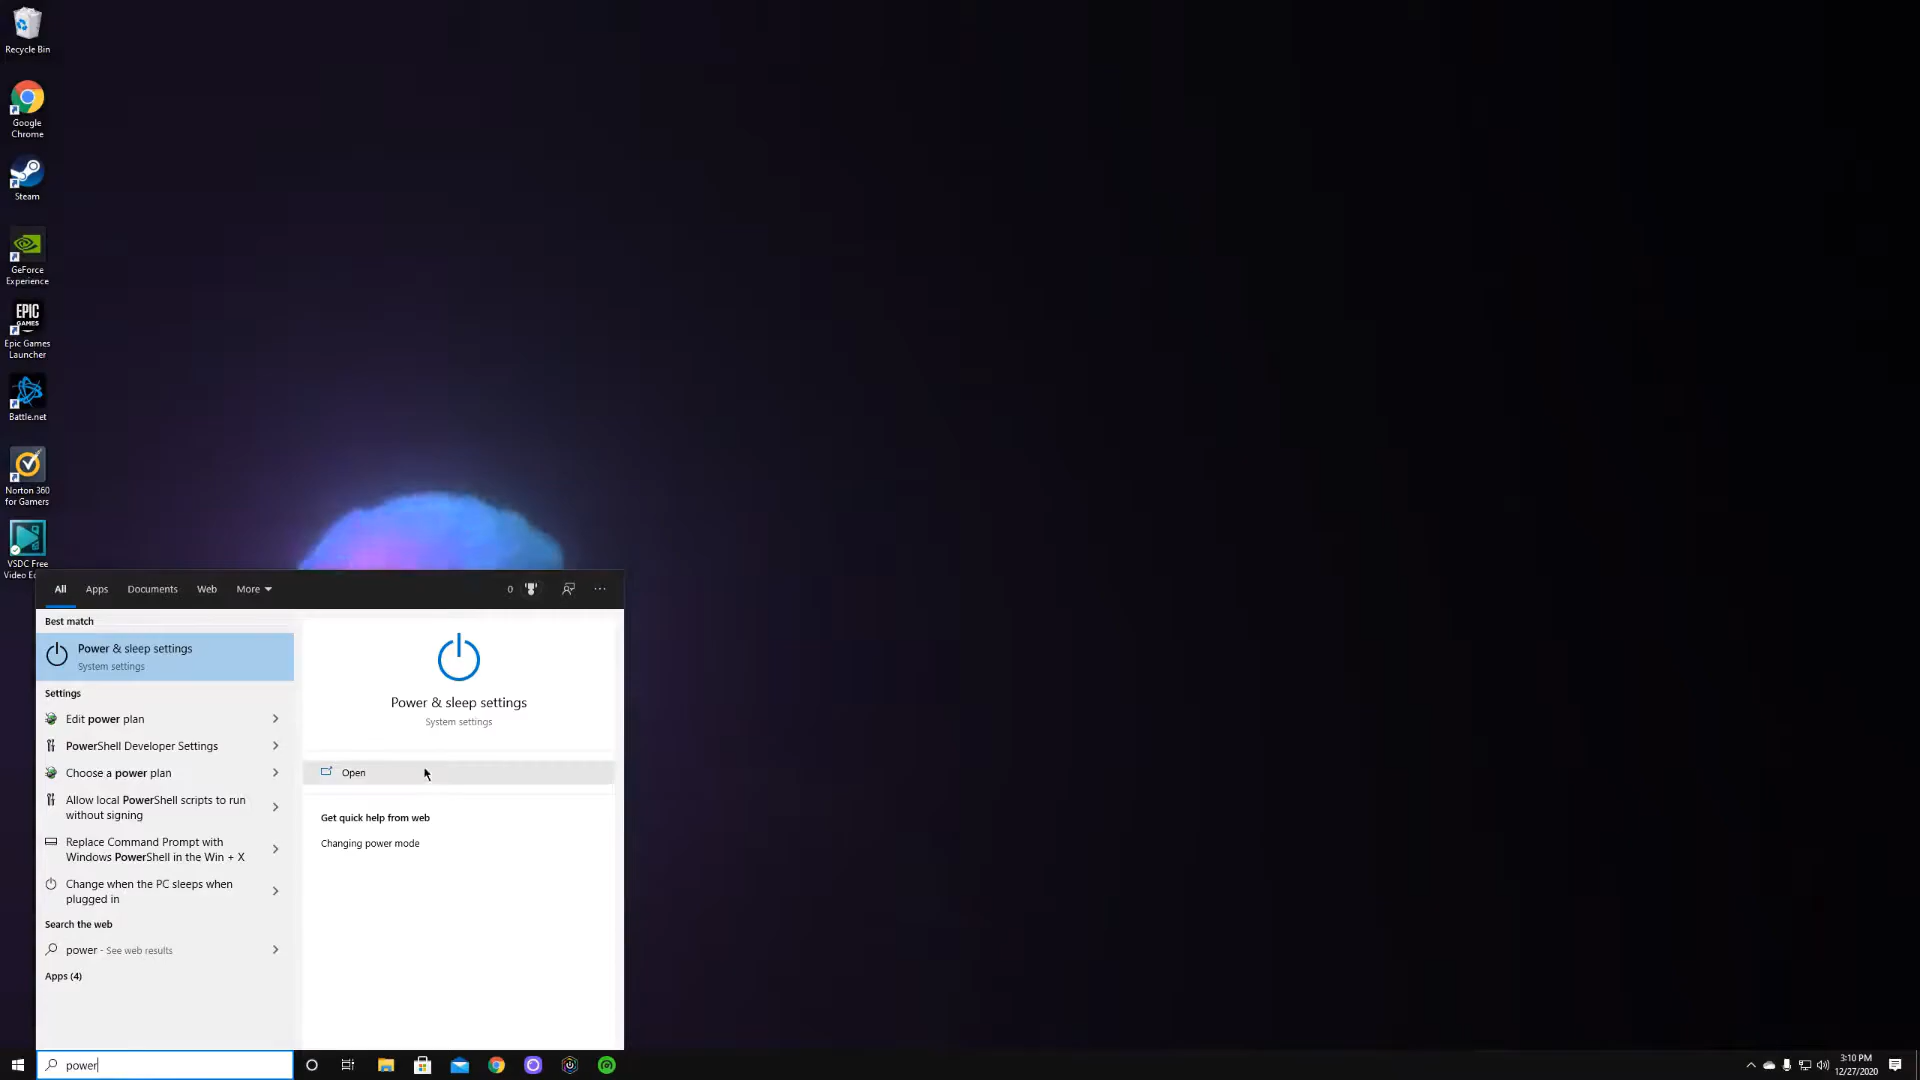 Recycle Bin
Google
Chrome
Steam
GeForce
Experience
EPIC
GAMES
Epic Games
Launcher
Battle.net
Norton 360
for Gamers
VSDC Free
Video E
All
Apps
Documents
Web
More
0
Best match
Power & sleep settings
System settings
Settings
Edit power plan
PowerShell Developer Settings
Choose a power plan
Allow local PowerShell scripts to run
without signing
Replace Command Prompt with
Windows PowerShell in the Win + X
Change when the PC sleeps when
plugged in
Search the web
power - See web results
Apps (4)
Power & sleep settings
System settings
Open
Get quick help from web
Changing power mode
power
3:10 PM
12/27/2020